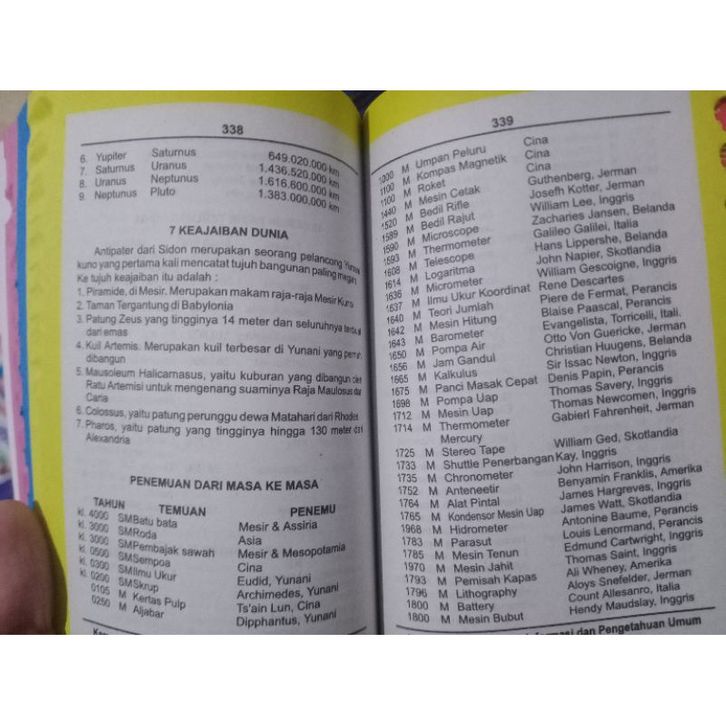 338
6. Yupiter Saturnus 649.020.000 km
7. Saturnus Uranus 1.436.520.000 km
8. Uranus Neptunus 1.616.600.000 km
9. Neptunus Pluto 1.383.000.000 km
7 KEAJAIBAN DUNIA
Antipater dari Sidon merupakan seorang pelancong
kuno yang pertama kali mencatat tujuh bangunan paling
Ke tujuh keajaiban itu adalah :
1. Piramide, di Mesir. Merupakan makam raja-raja Mesir Kuno
2. Taman Tergantung di Babylonia
3. Patung Zeus yang tingginya 14 meter dan seluruhnya
dari emas
4. Kuil Artemis. Merupakan kuil terbesar di Yunani yang
dibangun
5. Mausoleum Halicarnasus, yaitu kuburan yang dibangun oleh
Ratu Artemisi untuk mengenang suaminya Raja Maulosus dari
Caria
6. Colossus, yaitu patung perunggu dewa Matahari dari Rhodes
7. Pharos, yaitu patung yang tingginya hingga 130 meter dari
Alexandria
PENEMUAN DARI MASA KE MASA
TAHUN TEMUAN PENEMU
kl. 4000 SM Batu bata Mesir & Assiria
kl. 3000 SM Roda Asia
kl. 3000 SM Pembajak sawah Mesir & Mesopotamia
kl. 0500 SM Sempoa Cina
kl. 0300 SM Ilmu Ukur Eudid, Yunani
kl. 0200 SM Skrup Archimedes, Yunani
0105 M Kertas Pulp Ts'ain Lun, Cina
0250 M Aljabar Dipphantus, Yunani
339
1000 M Umpan Peluru Cina
1100 M Kompas Magnetik Cina
1100 M Roket Cina
1440 M Mesin Cetak Guthenberg, Jerman
1520 M Bedil Rifle Josefh Kotter, Jerman
1589 M Bedil Rajut William Lee, Inggris
1590 M Microscope Zacharies Jansen, Belanda
1593 M Thermometer Galileo Galilei, Italia
1608 M Telescope Hans Lippershe, Belanda
1614 M Logaritma John Napier, Skotlandia
1636 M Micrometer William Gescoigne, Inggris
1637 M Ilmu Ukur Koordinat Rene Descartes
1640 M Teori Jumlah Piere de Fermat, Perancis
1642 M Mesin Hitung Blaise Paascal, Perancis
1643 M Barometer Evangelista, Torricelli, Itali.
1650 M Pompa Air Otto Von Guericke, Jerman
1656 M Jam Gandul Christian Huugens, Belanda
1665 M Kalkulus Sir Issac Newton, Inggris
1675 M Panci Masak Cepat Denis Papin, Perancis
1698 M Pompa Uap Thomas Savery, Inggris
1712 M Mesin Uap Thomas Newcomen, Inggris
1714 M Thermometer Gabierl Fahrenheit, Jerman
Mercury
1725 M Stereo Tape William Ged, Skotlandia
1733 M Shuttle Penerbangan Kay, Inggris
1735 M Chronometer John Harrison, Inggris
1752 M Anteneetir Benyamin Franklin, Amerika
1764 M Alat Pintal James Hargreves, Inggris
1765 M Kondensor Mesin Uap James Watt, Skotlandia
1968 M Hidrometer Antonine Baume, Perancis
1783 M Parasut Louis Lenormand, Perancis
1785 M Mesin Tenun Edmund Cartwright, Inggris
1970 M Mesin Jahit Thomas Saint, Inggris
1793 M Pemisah Kapas Ali Wheney, Amerika
1796 M Lithography Aloys Snefelder, Jerman
1800 M Battery Count Allesanro, Italia
1800 M Mesin Bubut Hendy Maudslay, Inggris
dan Pengetahuan Umum